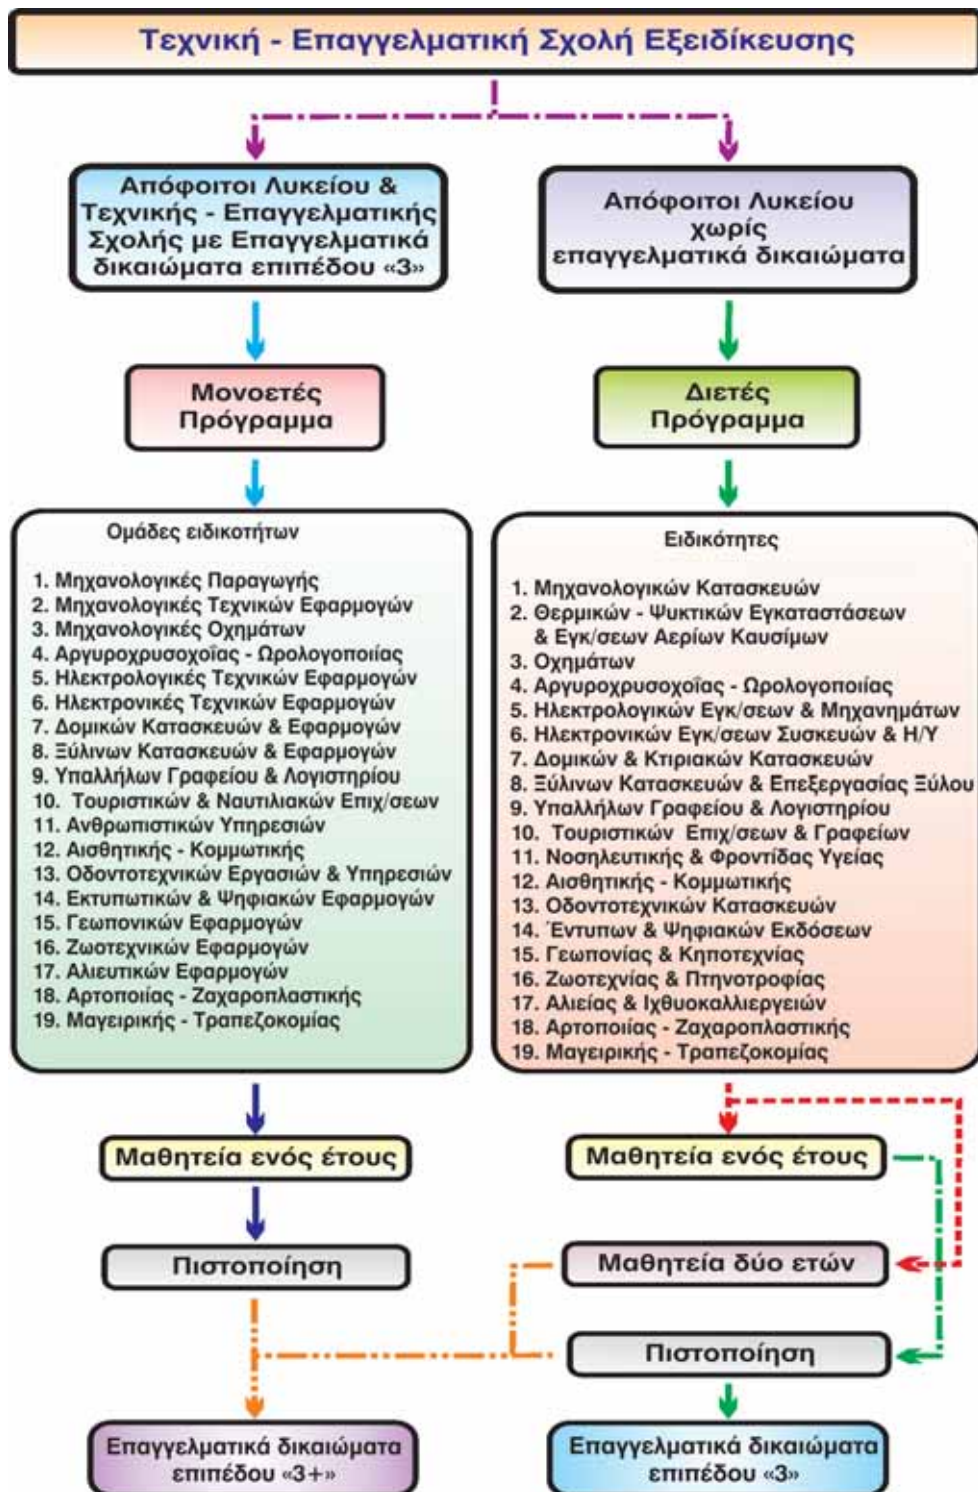 Τεχνική - Επαγγελματική Σχολή Εξειδίκευσης
Απόφοιτοι Λυκείου &
Τεχνικής - Επαγγελματικής
Σχολής με Επαγγελματικά
δικαιώματα επιπέδου «3»
Απόφοιτοι Λυκείου
χωρίς
επαγγελματικά δικαιώματα
Μονοετές
Πρόγραμμα
Διετές
Πρόγραμμα
Ομάδες ειδικοτήτων
1. Μηχανολογικές Παραγωγής
2. Μηχανολογικές Τεχνικών Εφαρμογών
3. Μηχανολογικές Οχημάτων
4. Αργυροχρυσοχοΐας - Ωρολογοποιίας
5. Ηλεκτρολογικές Τεχνικών Εφαρμογών
6. Ηλεκτρονικές Τεχνικών Εφαρμογών
7. Δομικών Κατασκευών & Εφαρμογών
8. Ξύλινων Κατασκευών & Εφαρμογών
9. Υπαλλήλων Γραφείου & Λογιστηρίου
10. Τουριστικών & Ναυτιλιακών Επιχ/σεων
11. Ανθρωπιστικών Υπηρεσιών
12. Αισθητικής - Κομμωτικής
13. Οδοντοτεχνικών Εργασιών & Υπηρεσιών
14. Εκτυπωτικών & Ψηφιακών Εφαρμογών
15. Γεωπονικών Εφαρμογών
16. Ζωοτεχνικών Εφαρμογών
17. Αλιευτικών Εφαρμογών
18. Αρτοποιίας - Ζαχαροπλαστικής
19. Μαγειρικής - Τραπεζοκομίας
Ειδικότητες
1. Μηχανολογικών Κατασκευών
2. Θερμικών - Ψυκτικών Εγκαταστάσεων
& Εγκ/σεων Αερίων Καυσίμων
3. Οχημάτων
4. Αργυροχρυσοχοΐας - Ωρολογοποιίας
5. Ηλεκτρολογικών Εγκ/σεων & Μηχανημάτων
6. Ηλεκτρονικών Εγκ/σεων Συσκευών & Η/Υ
7. Δομικών & Κτιριακών Κατασκευών
8. Ξύλινων Κατασκευών & Επεξεργασίας Ξύλου
9. Υπαλλήλων Γραφείου & Λογιστηρίου
10. Τουριστικών Επιχ/σεων & Γραφείων
11. Νοσηλευτικής & Φροντίδας Υγείας
12. Αισθητικής - Κομμωτικής
13. Οδοντοτεχνικών Κατασκευών
14. Έντυπων & Ψηφιακών Εκδόσεων
15. Γεωπονίας & Κηποτεχνίας
16. Ζωοτεχνίας & Πτηνοτροφίας
17. Αλιείας & Ιχθυοκαλλιεργειών
18. Αρτοποιίας - Ζαχαροπλαστικής
19. Μαγειρικής - Τραπεζοκομίας
Μαθητεία ενός έτους
Μαθητεία ενός έτους
Πιστοποίηση
Μαθητεία δύο ετών
Πιστοποίηση
Επαγγελματικά δικαιώματα
επιπέδου «3+»
Επαγγελματικά δικαιώματα
επιπέδου «3»